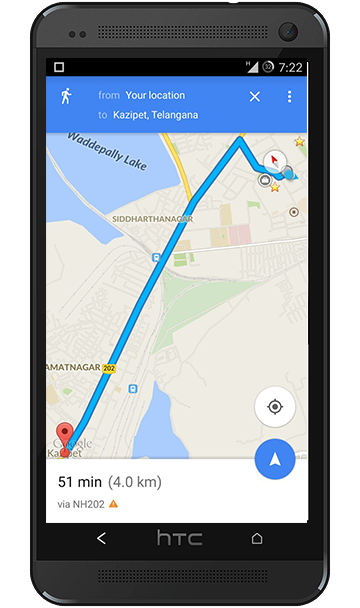 H 32 7:22
from Your location
to Kazipet, Telangana
Waddepally Lake
SIDDHARTHANAGAR
AMATNAGAR 202
Google
Kazipet
51 min (4.0 km)
via NH202
hTC